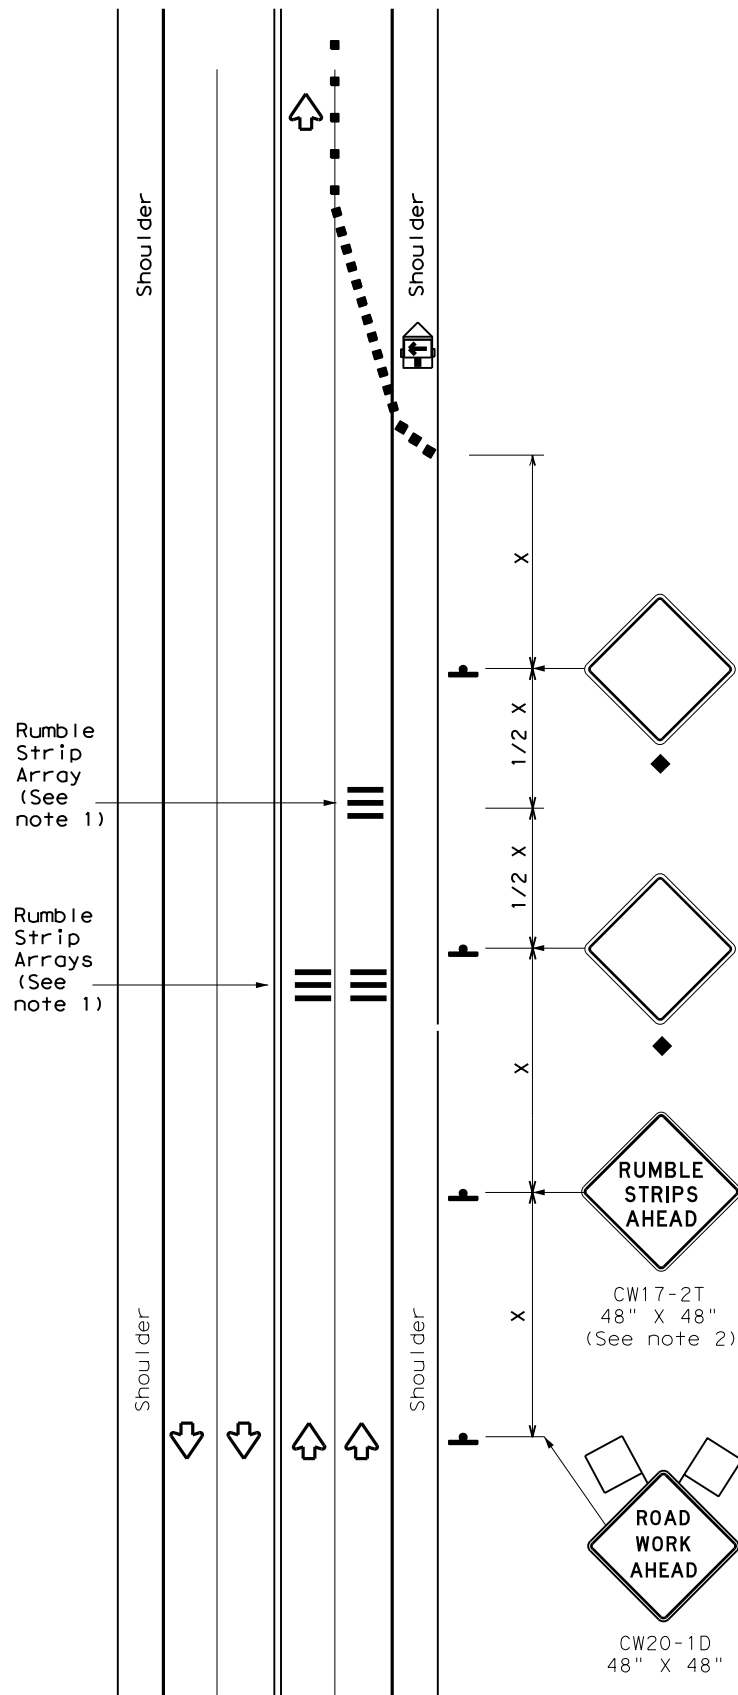 Shoulder
Shoulder
X
1/2 X
Rumble
Strip
Array
(See
note 1)
1/2 X
Rumble
Strip
Arrays
(See
note 1)
X
RUMBLE
STRIPS
AHEAD
CW17-2T
48" X 48"
(See note 2)
X
Shoulder
Shoulder
ROAD
WORK
AHEAD
CW20-1D
48" X 48"